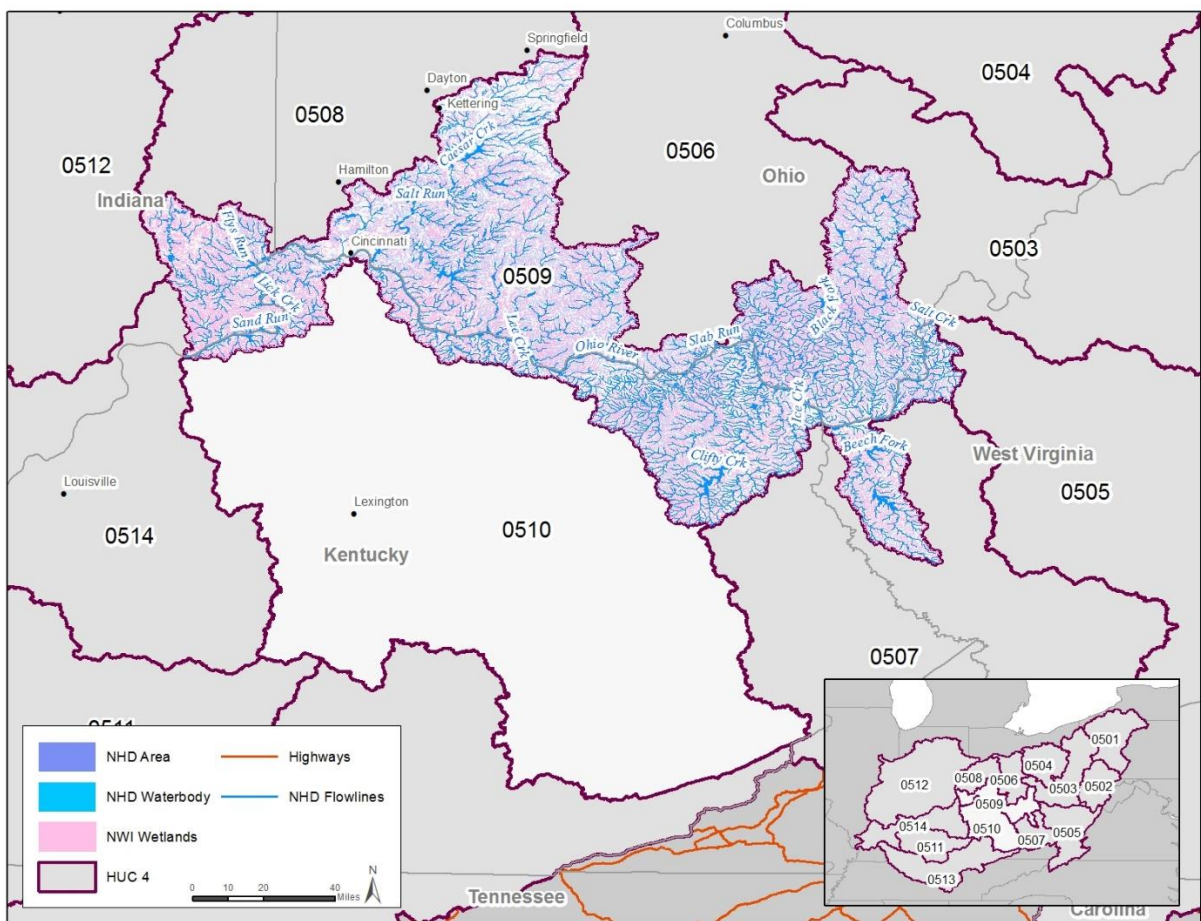 Springfield
Columbus
Dayton
Kettering
0504
0508
0506
0512
Caesar Crk
Hamilton
Salt Run
Ohio
Indiana
Flys Run
Cincinnati
0503
0509
Lick Crk
Black Fork
Salt Crk
Sand Run
Lee Crk
Slab Run
Ohio River
Ice Crk
Beech Fork
West Virginia
Clifty Crk
0505
Louisville
Lexington
0514
0510
Kentucky
0507
0511
NHD Area
Highways
NHD Waterbody
NHD Flowlines
NWI Wetlands
HUC 4
N
0 10 20 40
Miles
Tennessee
Carolina
0501
0504
0508
0506
0512
0503
0502
0509
0514
0510
0505
0511
0507
0513